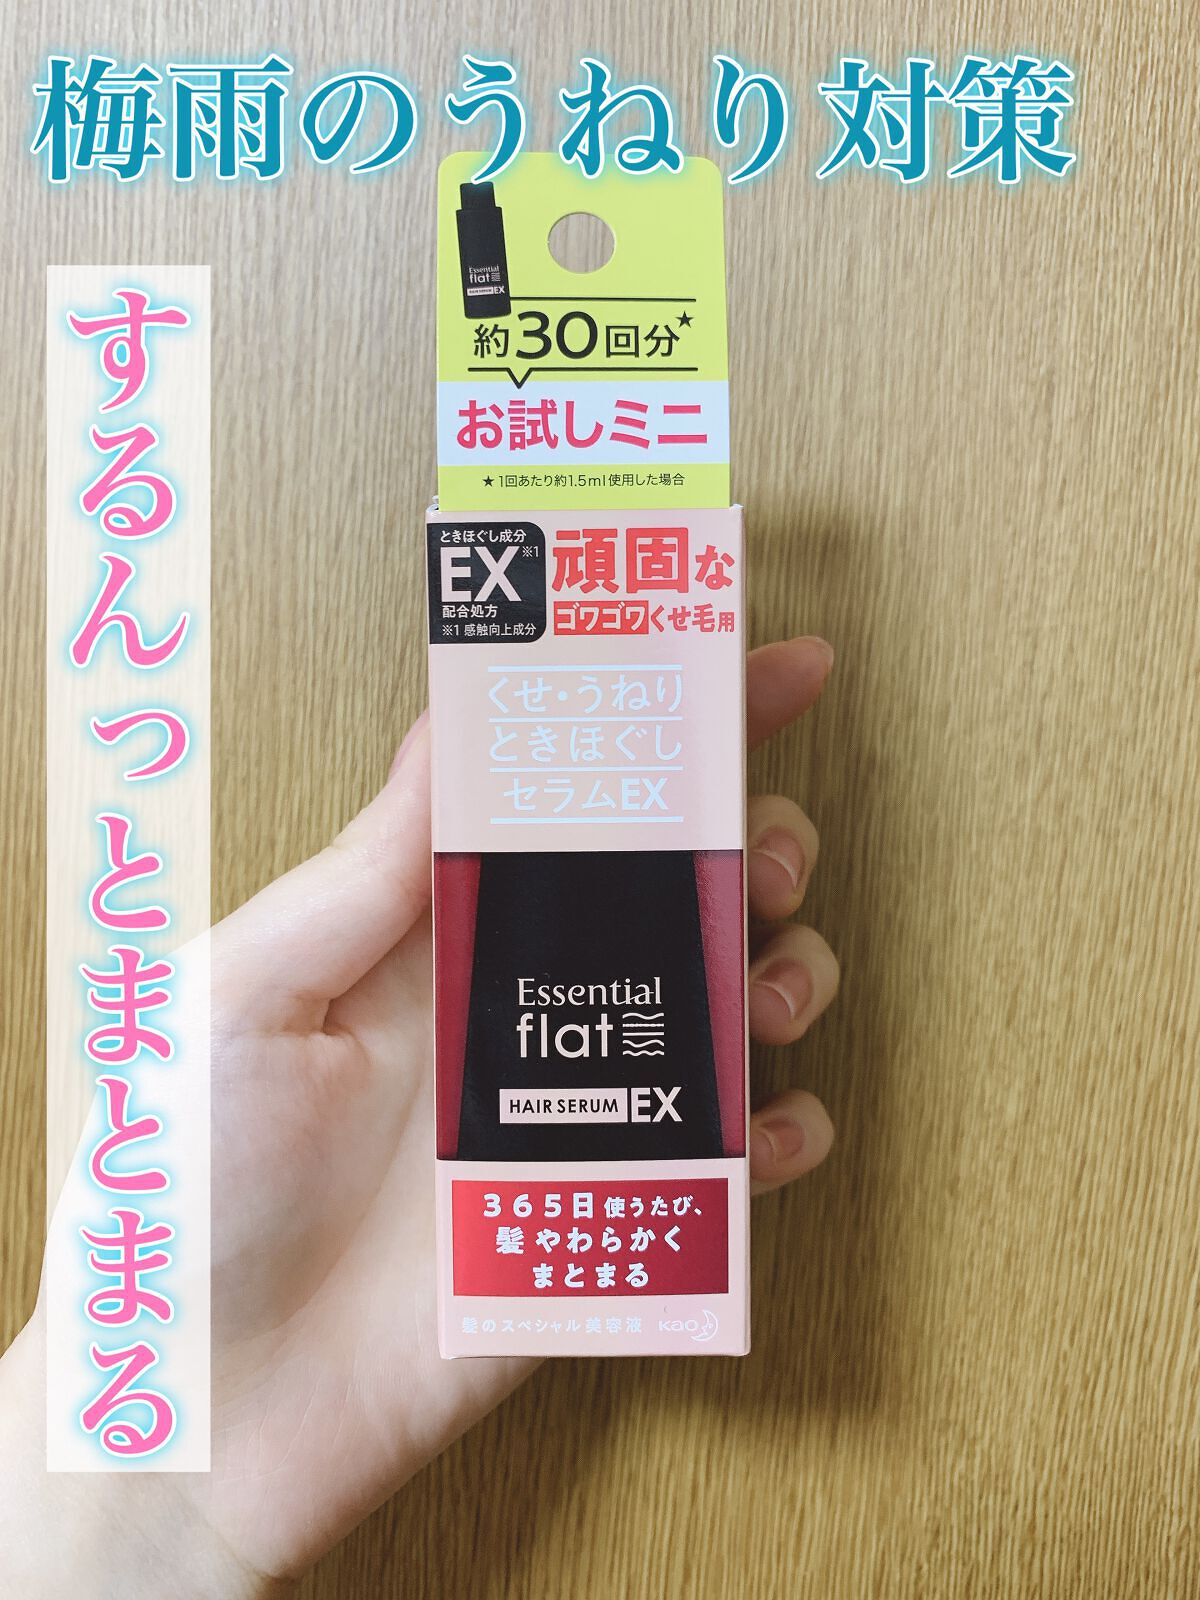 梅雨のうねり対策
するんっとまとまる
Essential
flat
HAIR SERUM EX
約30回分★
お試しミニ
★1回あたり約1.5ml使用した場合
ときほぐし成分
EX※1
配合処方
※1 感触向上成分
頑固な
ゴワゴワくせ毛用
くせ・うねり
ときほぐし
セラムEX
Essential
flat
HAIR SERUM EX
365日使うたび、
髪やわらかく
まとまる
髪のスペシャル美容液 Kao